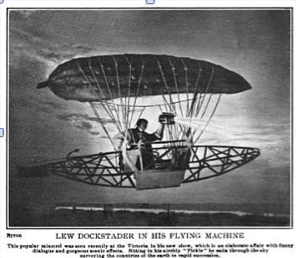 Byron
LEW DOCKSTADER IN HIS FLYING MACHINE
This popular minstrel was seen recently at the Victoria in his new show, which is an elaborate affair with funny
dialogue and gorgeous scenic effects. Sitting in his airship "Pickle" he sails through the sky
surveying the countries of the earth in rapid succession.